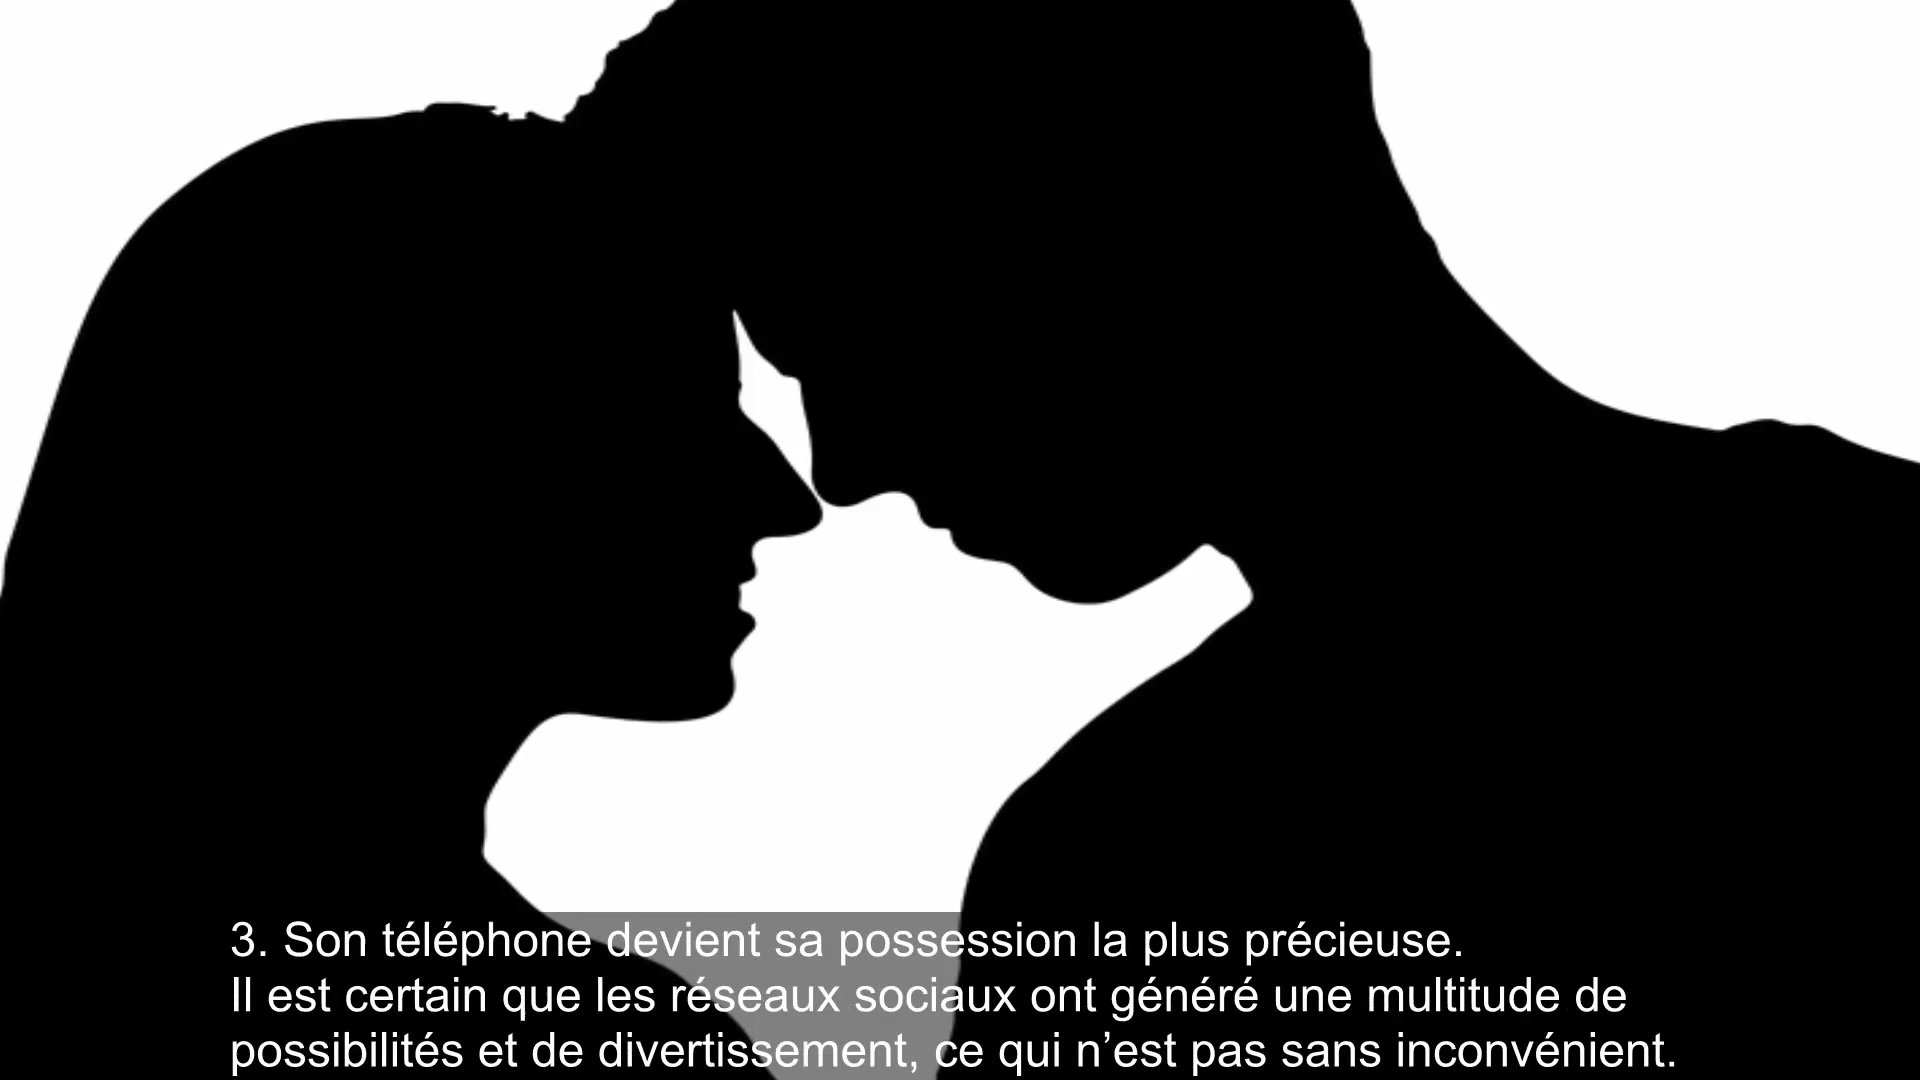 3. Son téléphone devient sa possession la plus précieuse.
Il est certain que les réseaux sociaux ont généré une multitude de
possibilités et de divertissement, ce qui n’est pas sans inconvénient.